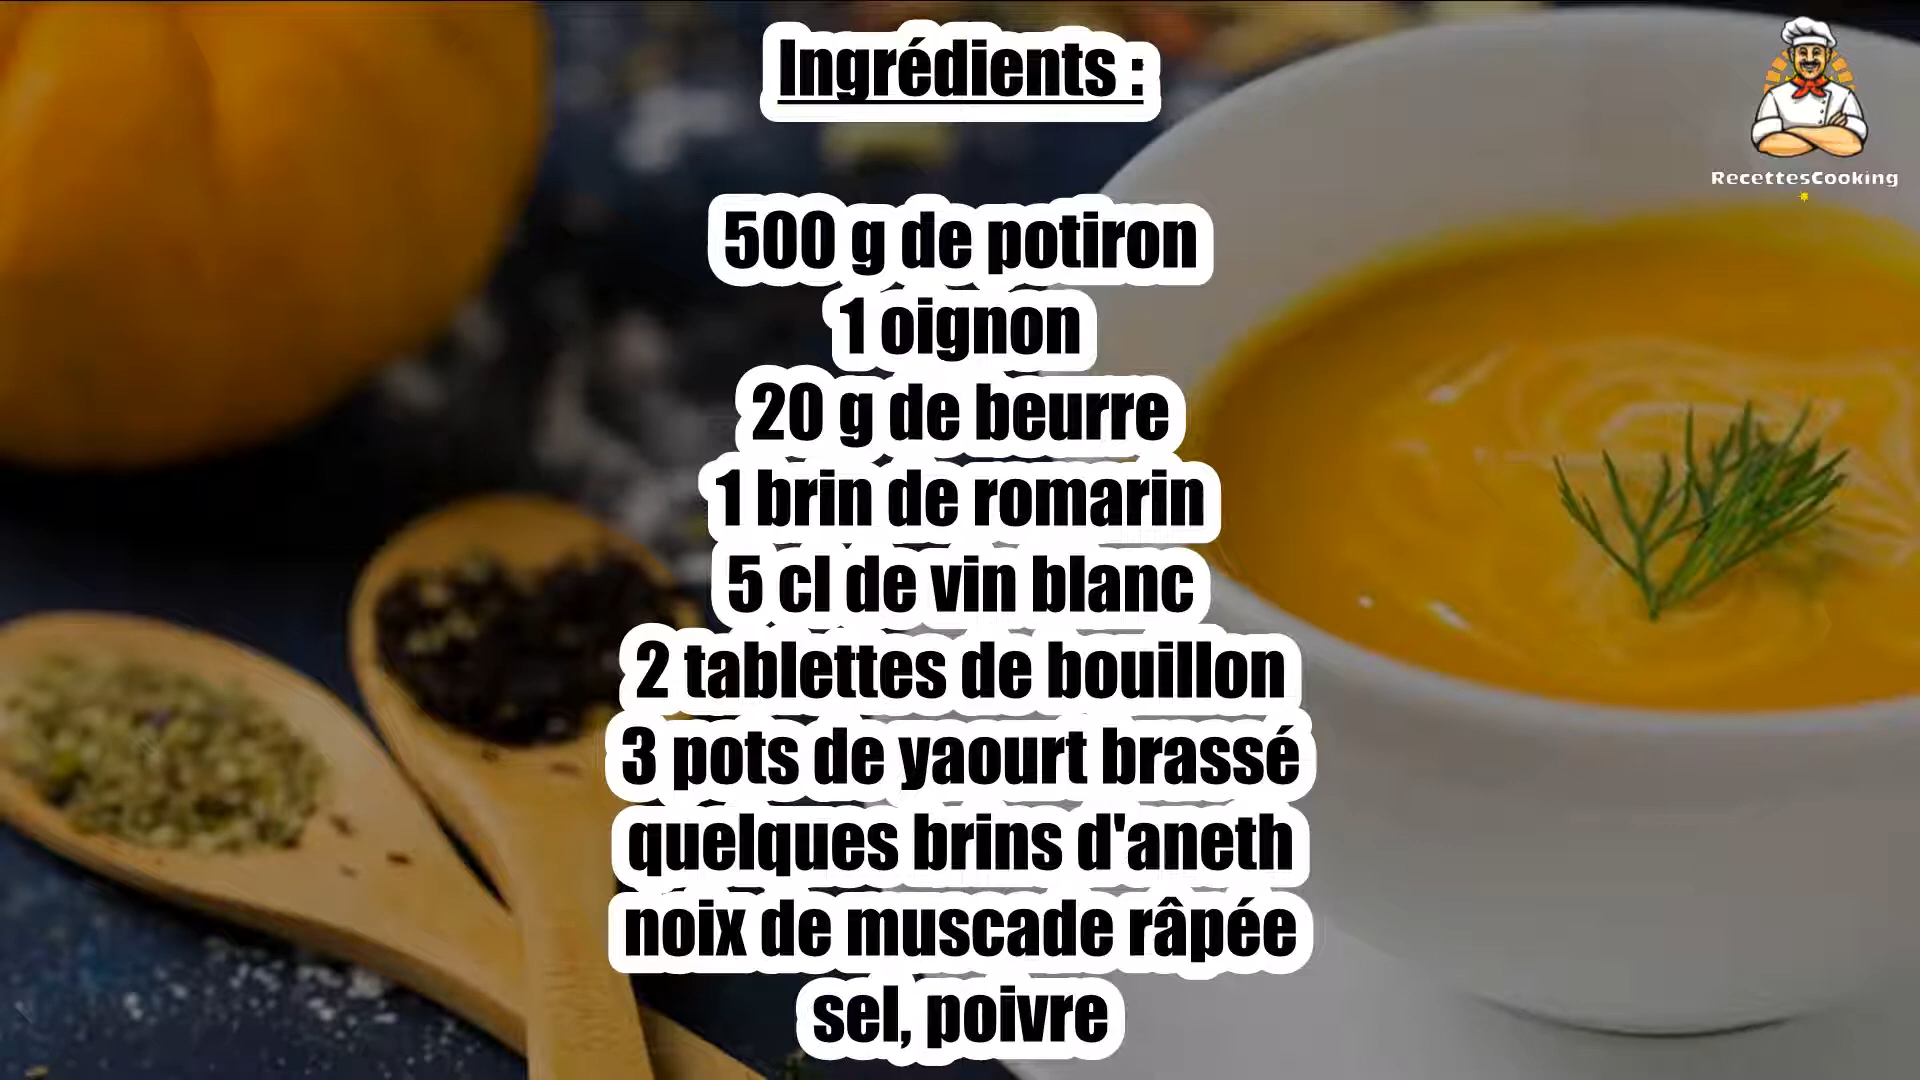 Ingrédients :
RecettesCooking
500 g de potiron
1 oignon
20 g de beurre
1 brin de romarin
5 cl de vin blanc
2 tablettes de bouillon
3 pots de yaourt brassé
quelques brins d'aneth
noix de muscade râpée
sel, poivre